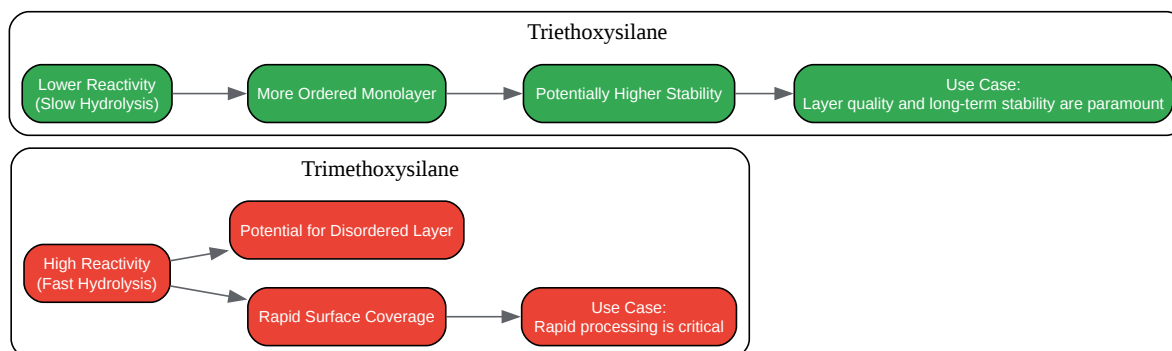 Triethoxysilane
Lower Reactivity
(Slow Hydrolysis)
More Ordered Monolayer
Potentially Higher Stability
Use Case:
Layer quality and long-term stability are paramount
Trimethoxysilane
High Reactivity
(Fast Hydrolysis)
Potential for Disordered Layer
Rapid Surface Coverage
Use Case:
Rapid processing is critical